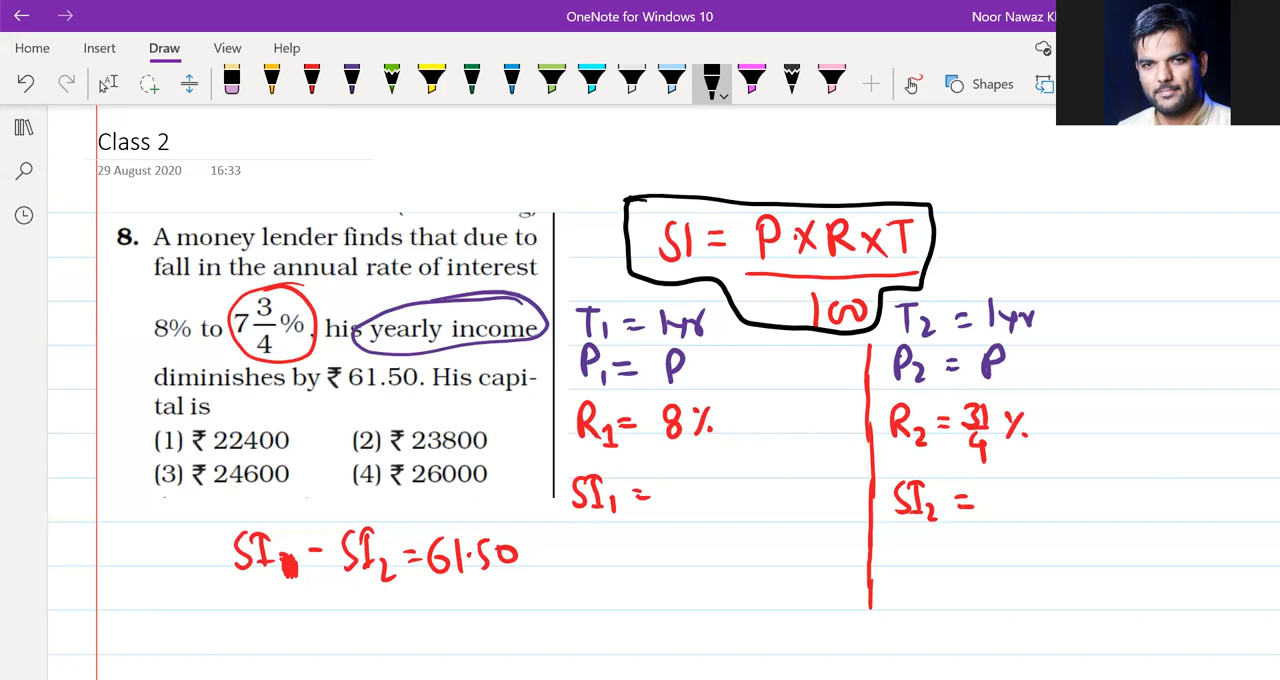 OneNote for Windows 10
Noor Nawaz Kh
Home Insert Draw View Help
Shapes
Class 2
29 August 2020 16:33
8. A money lender finds that due to
fall in the annual rate of interest
8% to 7 3/4 %, his yearly income
diminishes by ₹ 61.50. His capi-
tal is
(1) ₹ 22400 (2) ₹ 23800
(3) ₹ 24600 (4) ₹ 26000
SI = P × R × T / 100
T₁ = 1yr
P₁ = P
R₁ = 8 %
SI₁ =
T₂ = 1yr
P₂ = P
R₂ = 31/4 %
SI₂ =
SI - SI₂ = 61.50